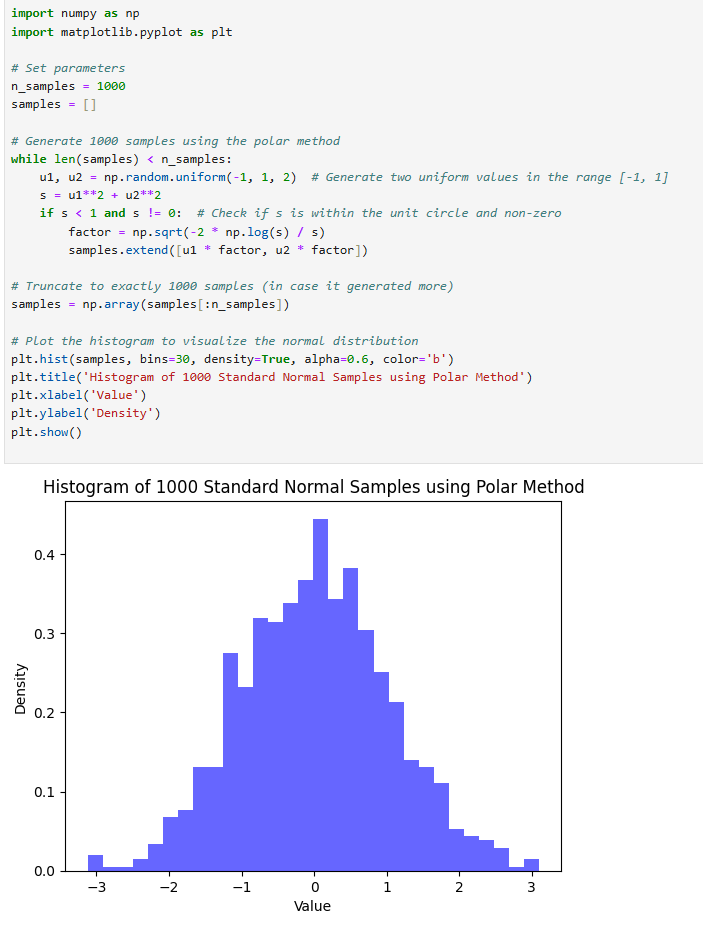 import numpy as np
import matplotlib.pyplot as plt
# Set parameters
n_samples = 1000
samples = []
# Generate 1000 samples using the polar method
while len(samples) < n_samples:
    u1, u2 = np.random.uniform(-1, 1, 2)  # Generate two uniform values in the range [-1, 1]
    s = u1**2 + u2**2
    if s < 1 and s != 0:  # Check if s is within the unit circle and non-zero
        factor = np.sqrt(-2 * np.log(s) / s)
        samples.extend([u1 * factor, u2 * factor])
# Truncate to exactly 1000 samples (in case it generated more)
samples = np.array(samples[:n_samples])
# Plot the histogram to visualize the normal distribution
plt.hist(samples, bins=30, density=True, alpha=0.6, color='b')
plt.title('Histogram of 1000 Standard Normal Samples using Polar Method')
plt.xlabel('Value')
plt.ylabel('Density')
plt.show()
Histogram of 1000 Standard Normal Samples using Polar Method
Density
0.4
0.3
0.2
0.1
0.0
−3 −2 −1 0 1 2 3
Value